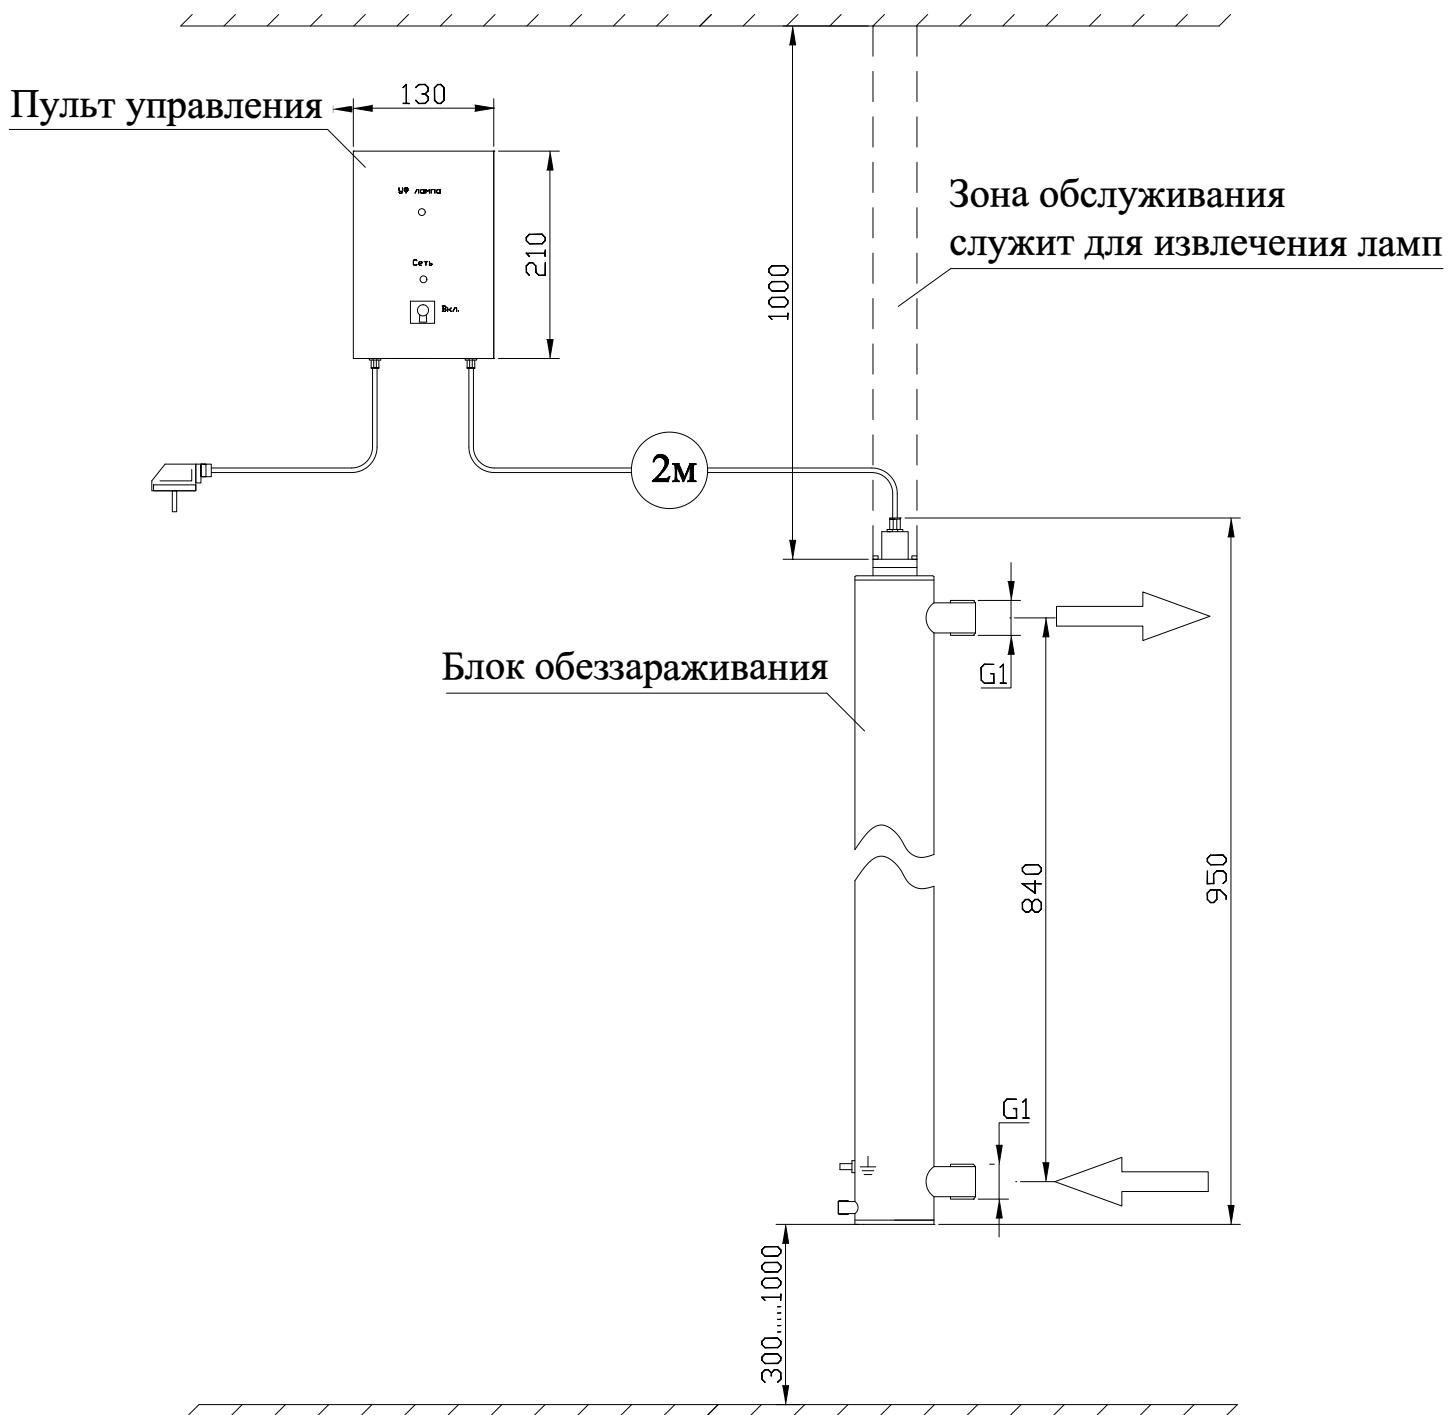 130
Пульт управления
УФ лампа
Сеть
Вкл.
210
1000
Зона обслуживания
служит для извлечения ламп
2м
G1
Блок обеззараживания
840
950
G1
300.....1000